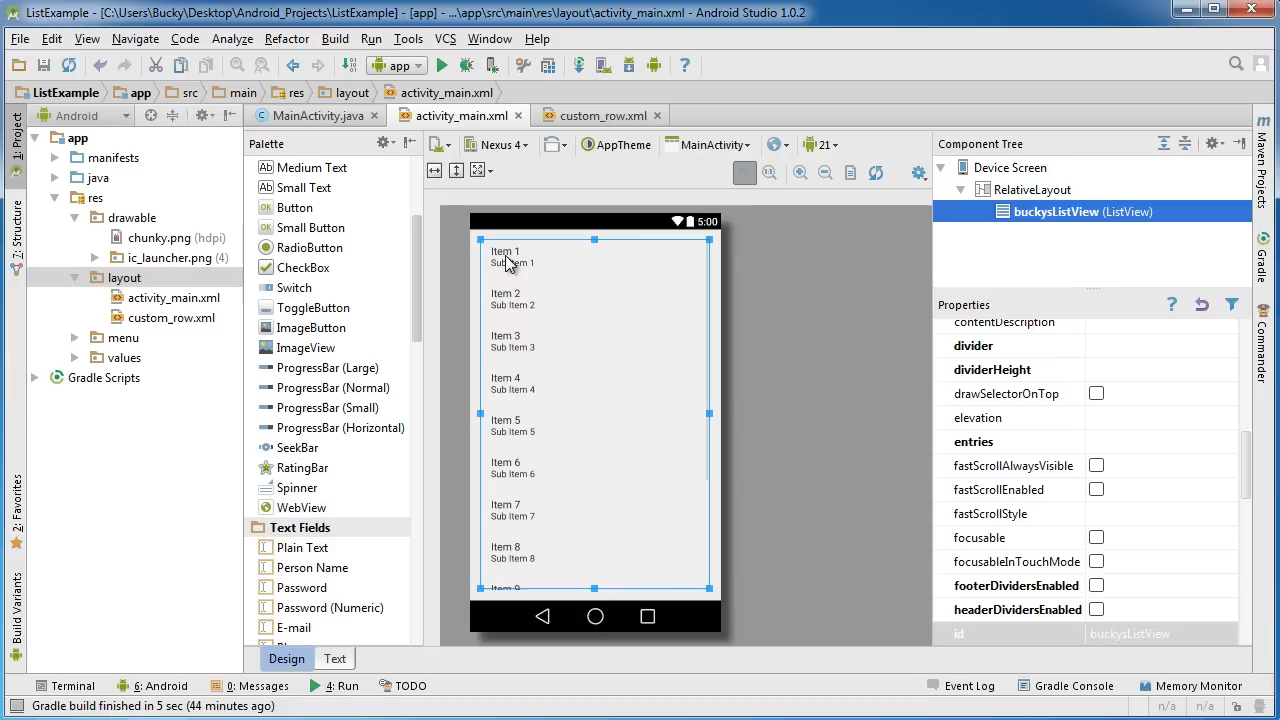 ListExample - [C:\Users\Bucky\Desktop\Android_Projects\ListExample] - [app] - ...\app\src\main\res\layout\activity_main.xml - Android Studio 1.0.2
File Edit View Navigate Code Analyze Refactor Build Run Tools VCS Window Help
app
ListExample app src main res layout activity_main.xml
Android
MainActivity.java activity_main.xml custom_row.xml
1: Project
7: Structure
2: Favorites
Build Variants
app
manifests
java
res
drawable
chunky.png (hdpi)
ic_launcher.png (4)
layout
activity_main.xml
custom_row.xml
menu
values
Gradle Scripts
Palette
Medium Text
Small Text
OK Button
OK Small Button
RadioButton
CheckBox
Switch
ToggleButton
ImageButton
ImageView
ProgressBar (Large)
ProgressBar (Normal)
ProgressBar (Small)
ProgressBar (Horizontal)
SeekBar
RatingBar
Spinner
WebView
Text Fields
Plain Text
Person Name
Password
Password (Numeric)
E-mail
Design Text
Nexus 4 AppTheme MainActivity 21
5:00
Item 1
Sub Item 1
Item 2
Sub Item 2
Item 3
Sub Item 3
Item 4
Sub Item 4
Item 5
Sub Item 5
Item 6
Sub Item 6
Item 7
Sub Item 7
Item 8
Sub Item 8
Item 9
Component Tree
Device Screen
RelativeLayout
buckysListView (ListView)
Properties
contentDescription
divider
dividerHeight
drawSelectorOnTop
elevation
entries
fastScrollAlwaysVisible
fastScrollEnabled
fastScrollStyle
focusable
focusableInTouchMode
footerDividersEnabled
headerDividersEnabled
id buckysListView
Maven Projects
Gradle
Commander
Terminal 6: Android 0: Messages 4: Run TODO Event Log Gradle Console Memory Monitor
Gradle build finished in 5 sec (44 minutes ago) n/a n/a